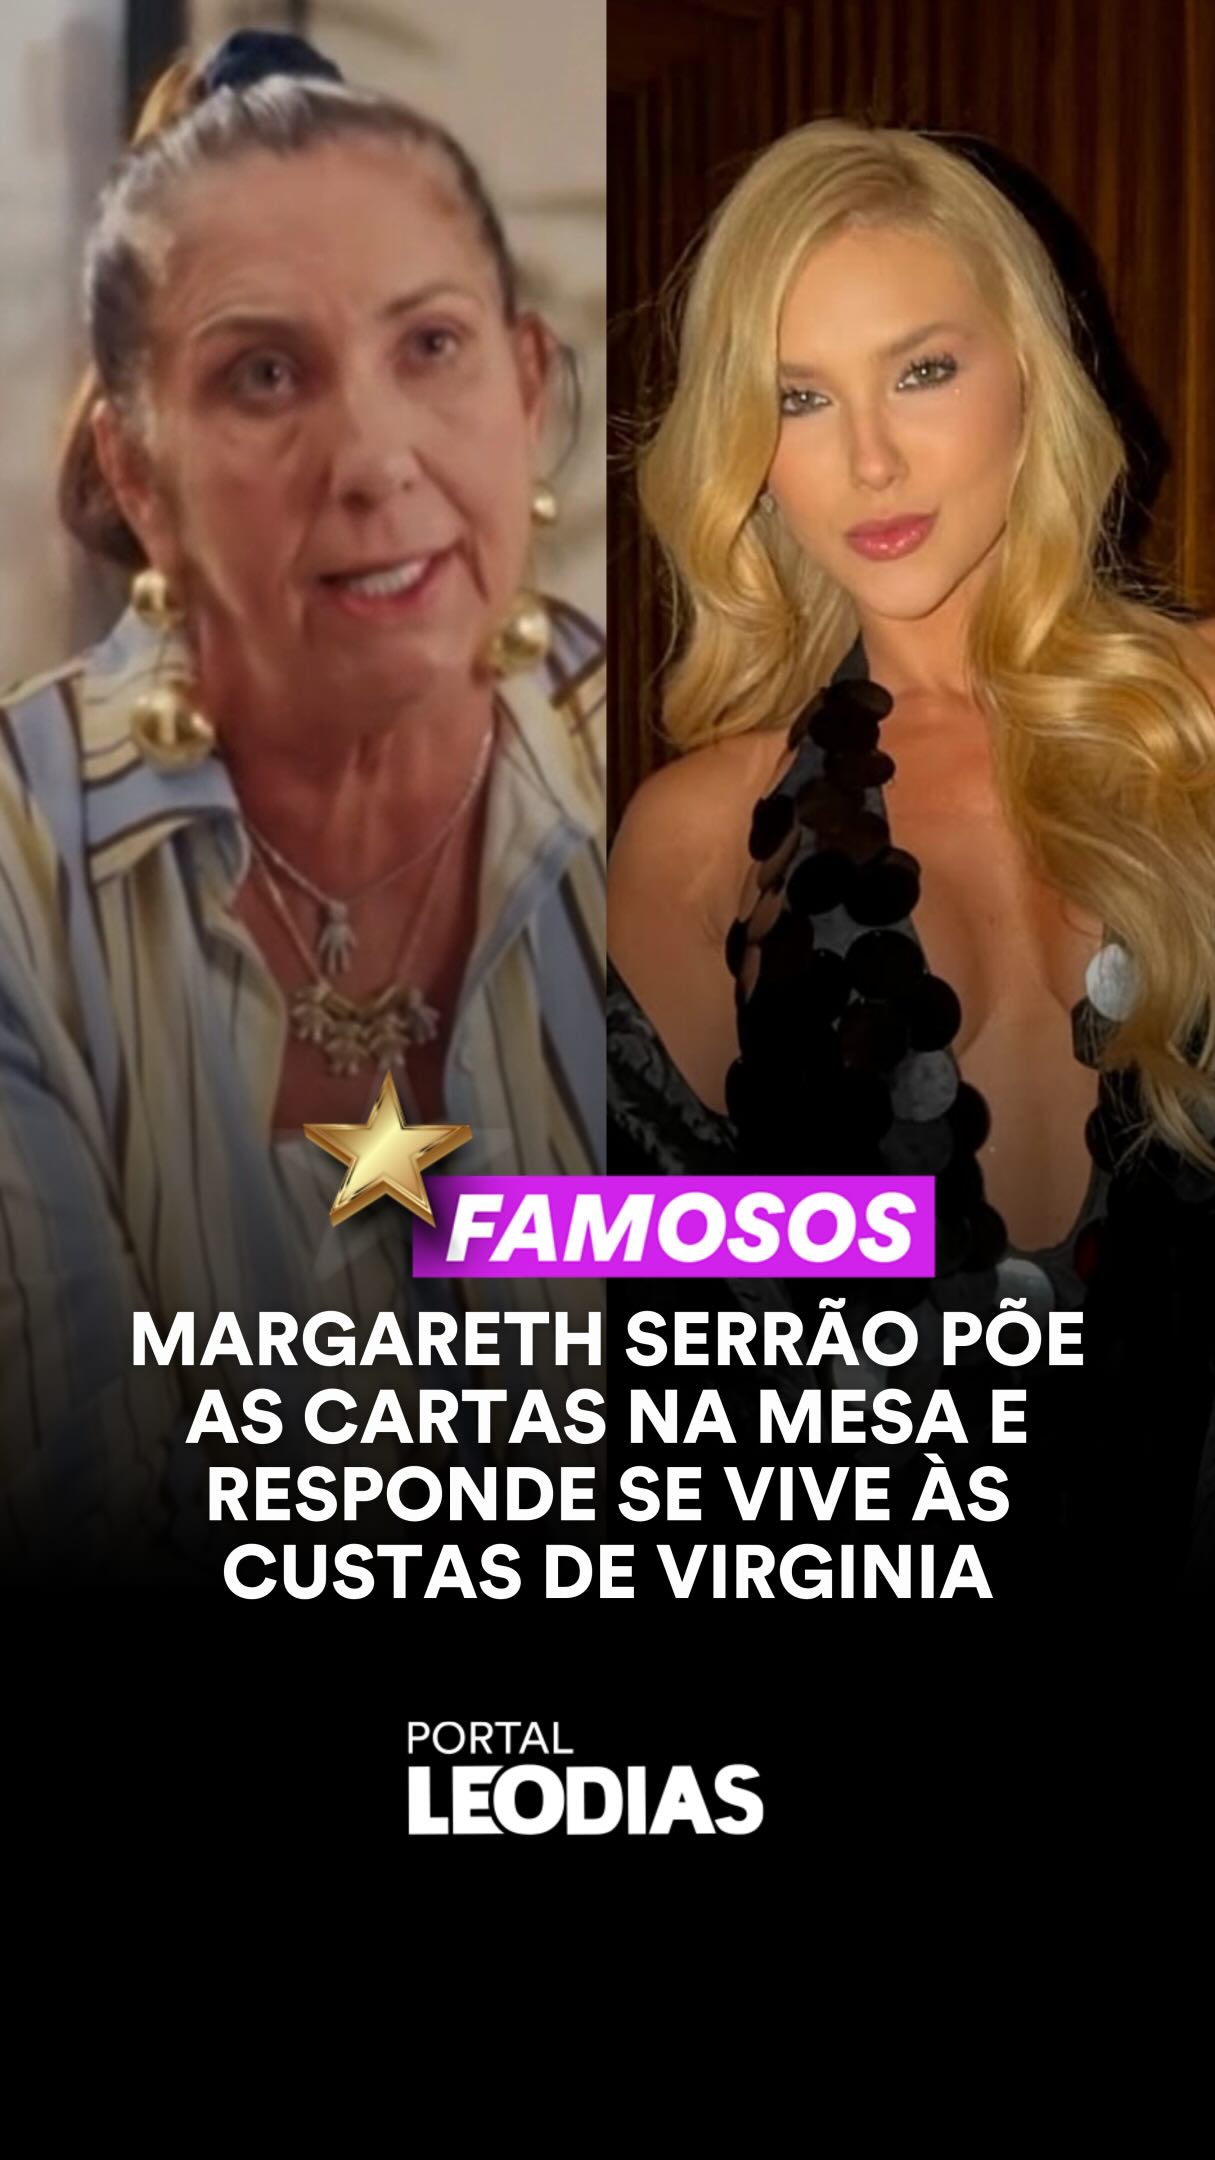 FAMOSOS
MARGARETH SERRÃO PÕE
AS CARTAS NA MESA E
RESPONDE SE VIVE ÀS
CUSTAS DE VIRGINIA
PORTAL
LEODIAS